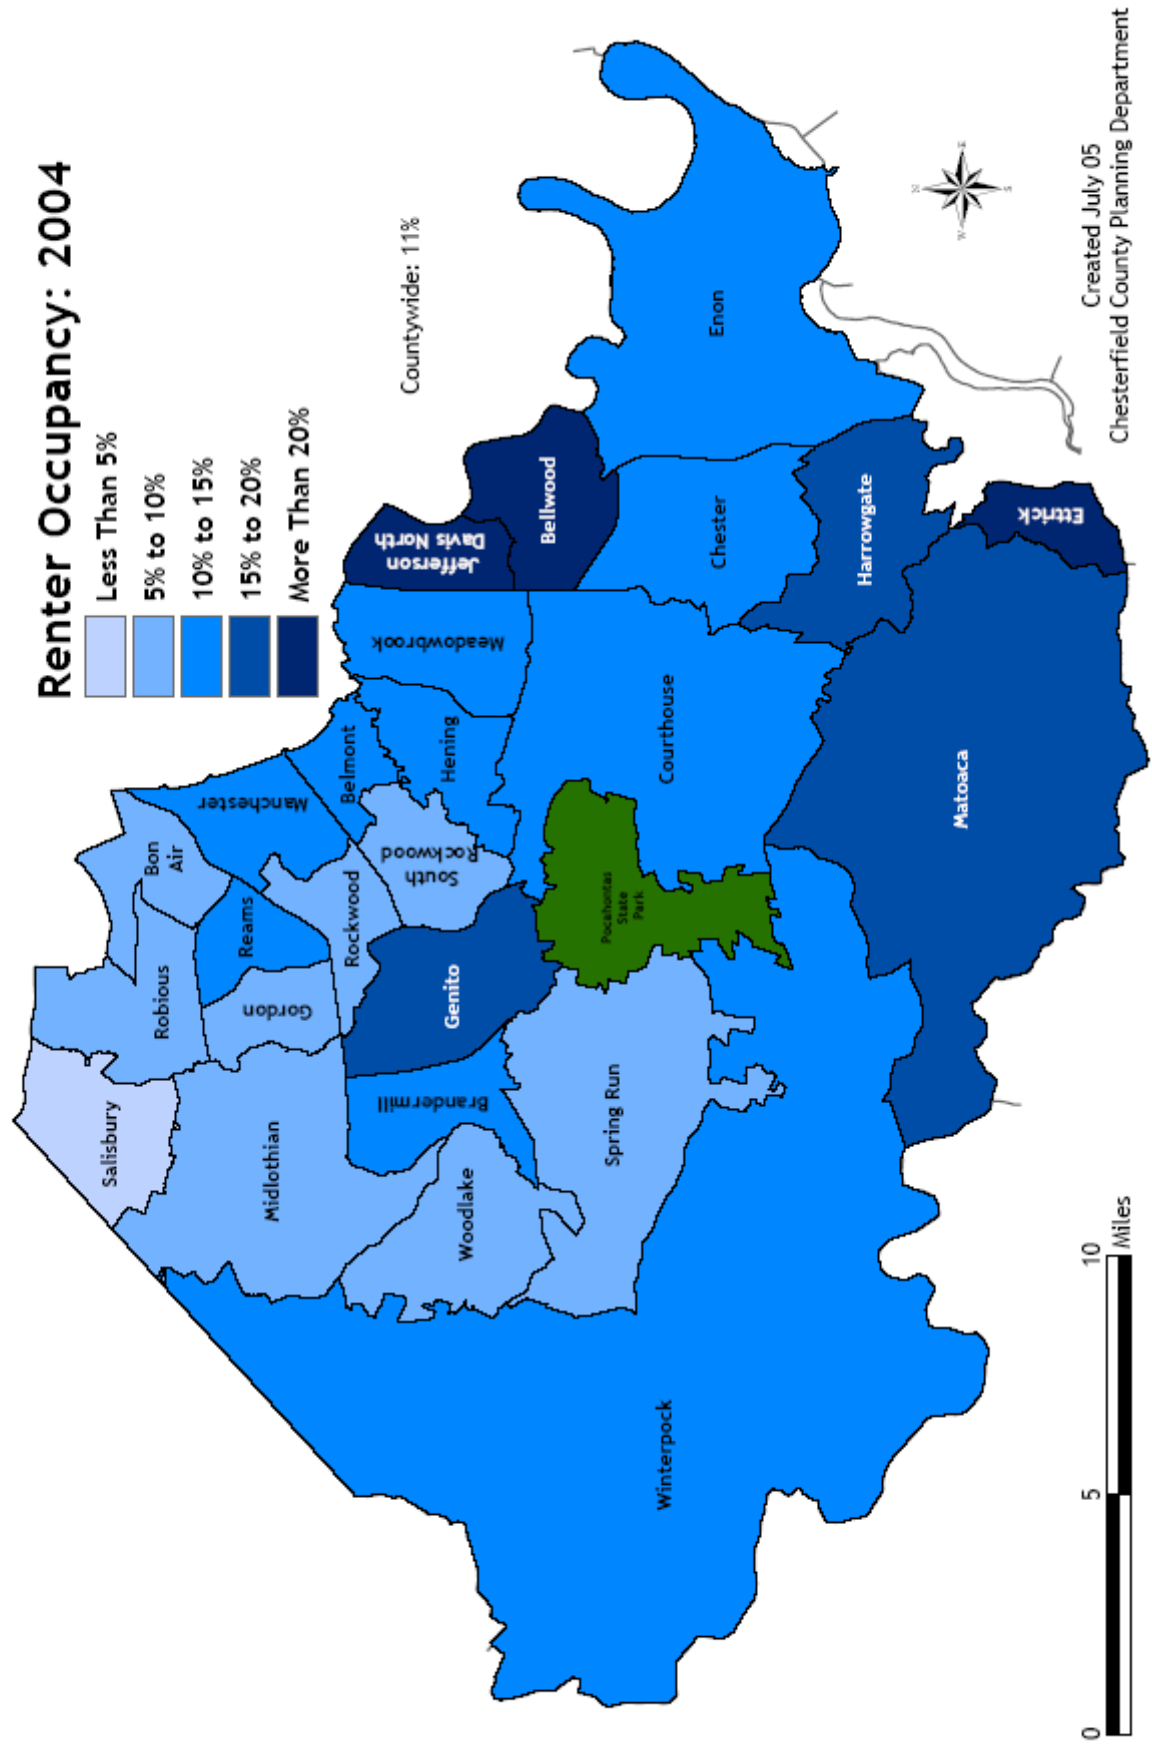 Renter Occupancy: 2004
Less Than 5%
5% to 10%
10% to 15%
15% to 20%
More Than 20%
Countywide: 11%
Salisbury
Robious
Bon
Air
Midlothian
Gordon
Reams
Manchester
Rockwood
Belmont
Meadowbrook
Jefferson
Davis North
Brandermill
Genito
South
Rockwood
Hening
Woodlake
Bellwood
Spring Run
Pocahontas
State
Park
Courthouse
Chester
Enon
Winterpock
Harrowgate
Matoaca
Ettrick
N
W
E
S
0
5
10
Miles
Created July 05
Chesterfield County Planning Department